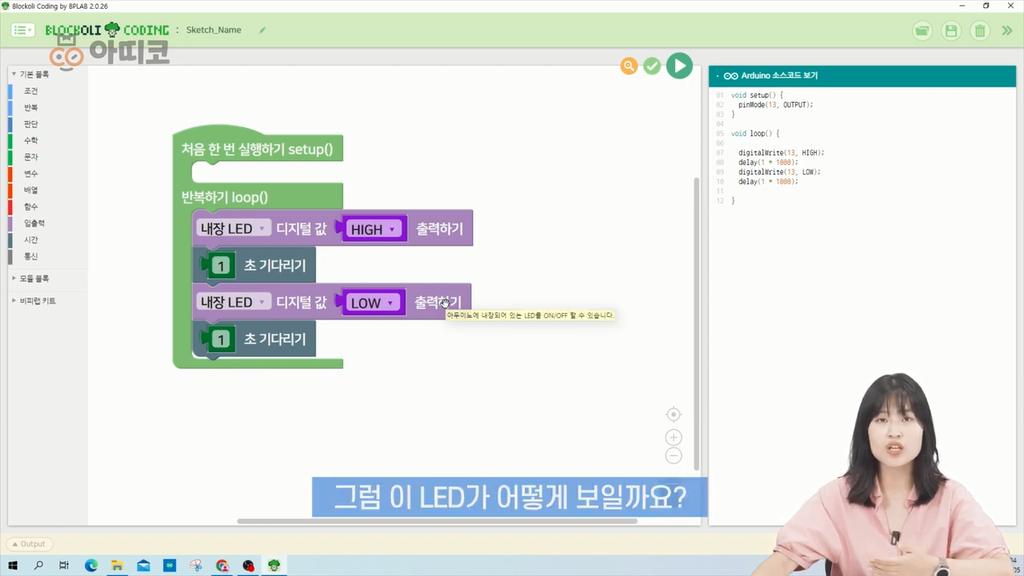 Blockoli Coding by BPLAB 2.0.26
BLOCKOLI CODING : Sketch_Name
아띠코
기본 블록
조건
반복
판단
수학
문자
변수
배열
함수
입출력
시간
통신
모듈 블록
비피랩 키트
처음 한 번 실행하기 setup()
반복하기 loop()
내장 LED 디지털 값 HIGH 출력하기
1 초 기다리기
내장 LED 디지털 값 LOW 출력하기
아두이노에 내장되어 있는 LED를 ON/OFF 할 수 있습니다.
1 초 기다리기
Arduino 소스코드 보기
01 void setup() {
02 pinMode(13, OUTPUT);
03 }
04
05 void loop() {
06
07 digitalWrite(13, HIGH);
08 delay(1 * 1000);
09 digitalWrite(13, LOW);
10 delay(1 * 1000);
11
12 }
그럼 이 LED가 어떻게 보일까요?
Output